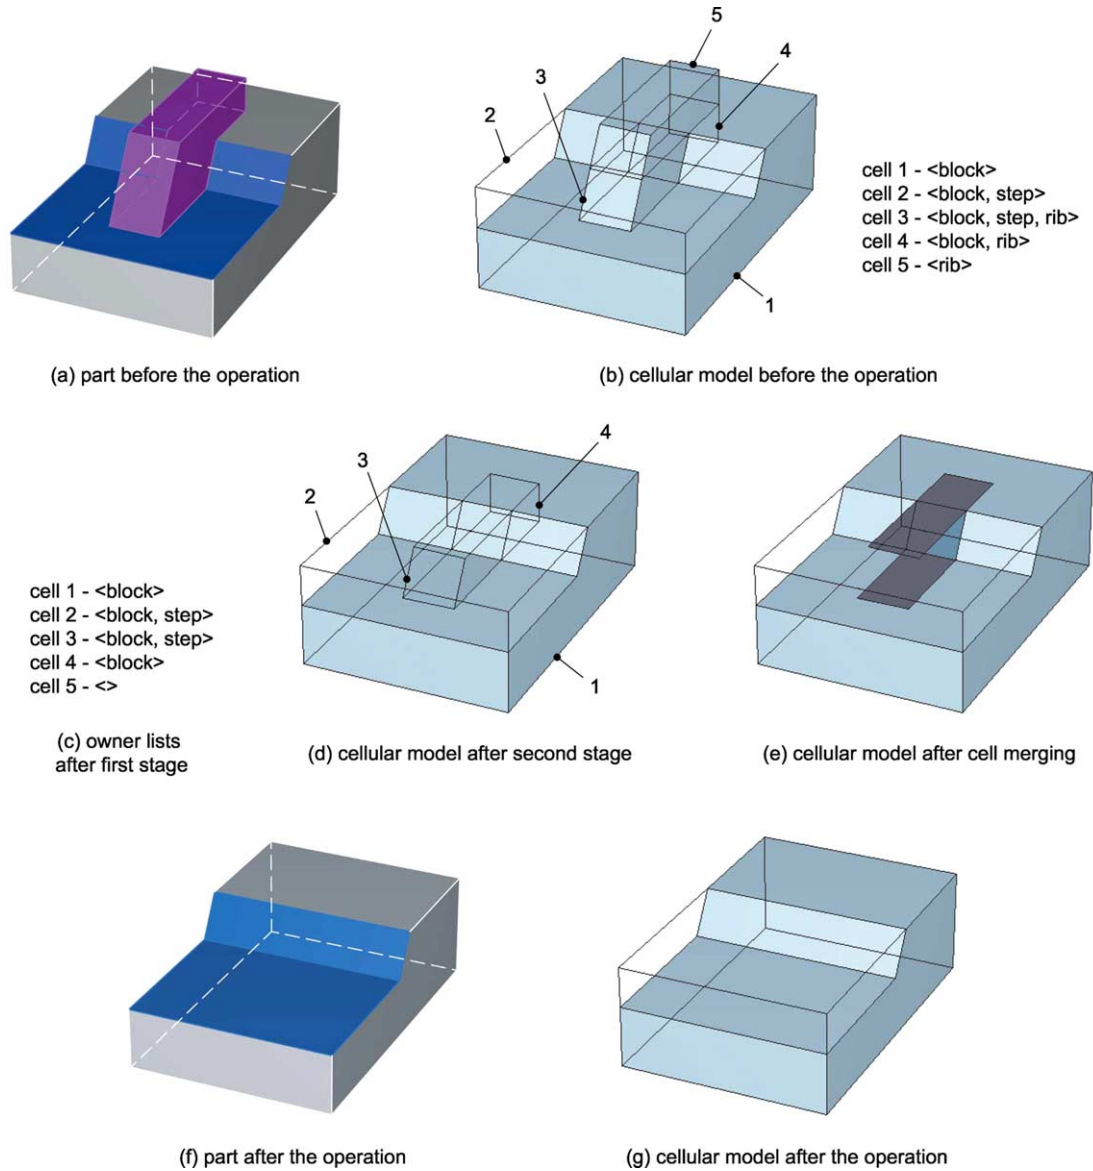 5
4
3
2
cell 1 - <block>
cell 2 - <block, step>
cell 3 - <block, step, rib>
cell 4 - <block, rib>
cell 5 - <rib>
1
(a) part before the operation
(b) cellular model before the operation
4
3
2
cell 1 - <block>
cell 2 - <block, step>
cell 3 - <block, step>
cell 4 - <block>
cell 5 - <>
1
(c) owner lists
after first stage
(d) cellular model after second stage
(e) cellular model after cell merging
(f) part after the operation
(g) cellular model after the operation